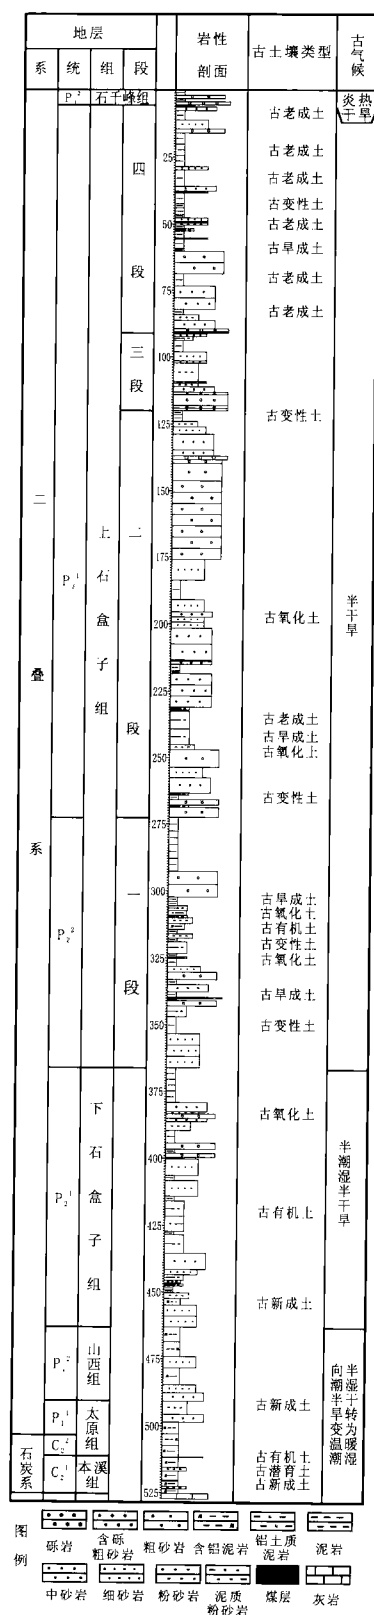 地层
岩性
剖面
古土壤类型
古气候
系
统
组
段
石千峰组
炎热
干旱
四
段
三
段
二
段
一
段
二
叠
系
上石盒子组
下石盒子组
山西组
太原组
本溪组
石炭系
25
50
75
100
125
150
175
200
225
250
275
300
325
350
375
400
425
450
475
500
525
古老成土
古老成土
古老成土
古变性土
古老成土
古旱成土
古老成土
古老成土
古变性土
古氧化土
古老成土
古旱成土
古氧化土
古变性土
古旱成土
古氧化土
古有机土
古变性土
古氧化土
古旱成土
古变性土
古氧化土
古有机土
古新成土
古新成土
古有机土
古潜育土
古新成土
半干旱
半潮湿半干旱
向潮半旱变温潮
半湿干转为暖湿
图例
砾岩
含砾粗砂岩
粗砂岩
含铝泥岩
铝土质泥岩
泥岩
中砂岩
细砂岩
粉砂岩
泥质粉砂岩
煤层
灰岩